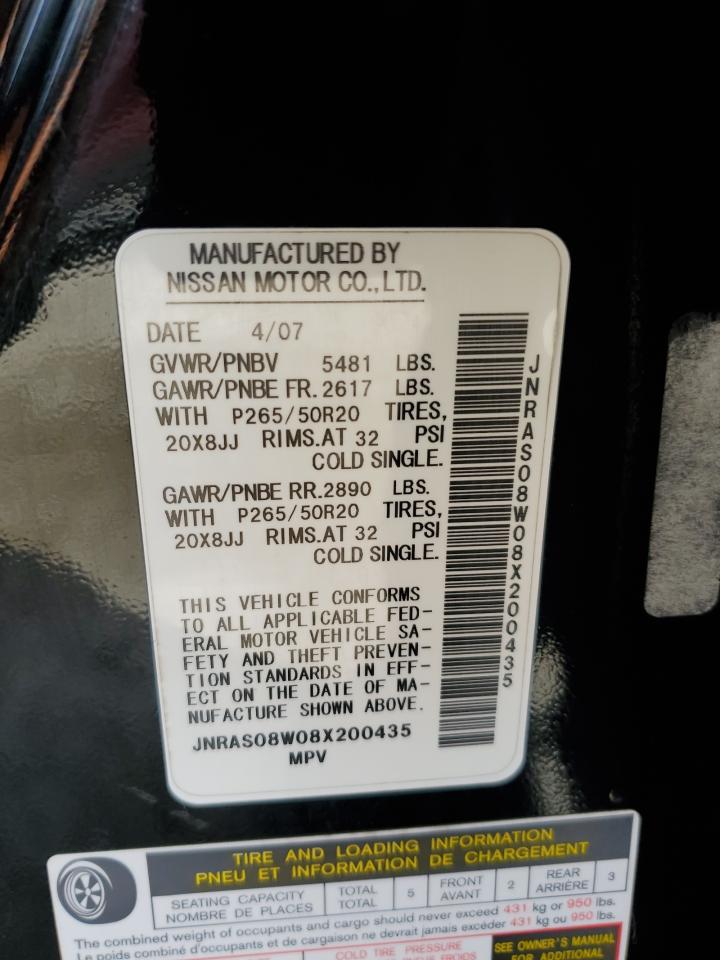 MANUFACTURED BY
NISSAN MOTOR CO.,LTD.
DATE 4/07
GVWR/PNBV 5481 LBS.
GAWR/PNBE FR. 2617 LBS.
WITH P265/50R20 TIRES,
20X8JJ RIMS.AT 32 PSI
COLD SINGLE.
GAWR/PNBE RR. 2890 LBS.
WITH P265/50R20 TIRES,
20X8JJ RIMS.AT 32 PSI
COLD SINGLE.
THIS VEHICLE CONFORMS
TO ALL APPLICABLE FED-
ERAL MOTOR VEHICLE SA-
FETY AND THEFT PREVEN-
TION STANDARDS IN EFF-
ECT ON THE DATE OF MA-
NUFACTURE SHOWN ABOVE.
JNRAS08W08X200435
MPV
JNRAS08W08X200435
TIRE AND LOADING INFORMATION
PNEU ET INFORMATION DE CHARGEMENT
SEATING CAPACITY TOTAL 5 FRONT 2 REAR 3
NOMBRE DE PLACES TOTAL AVANT ARRIÈRE
The combined weight of occupants and cargo should never exceed 431 kg or 950 lbs.
Le poids combiné d'occupants et de cargaison ne devrait jamais excéder 431 kg ou 950 lbs.
COLD TIRE PRESSURE
SEE OWNER'S MANUAL
FOR ADDITIONAL